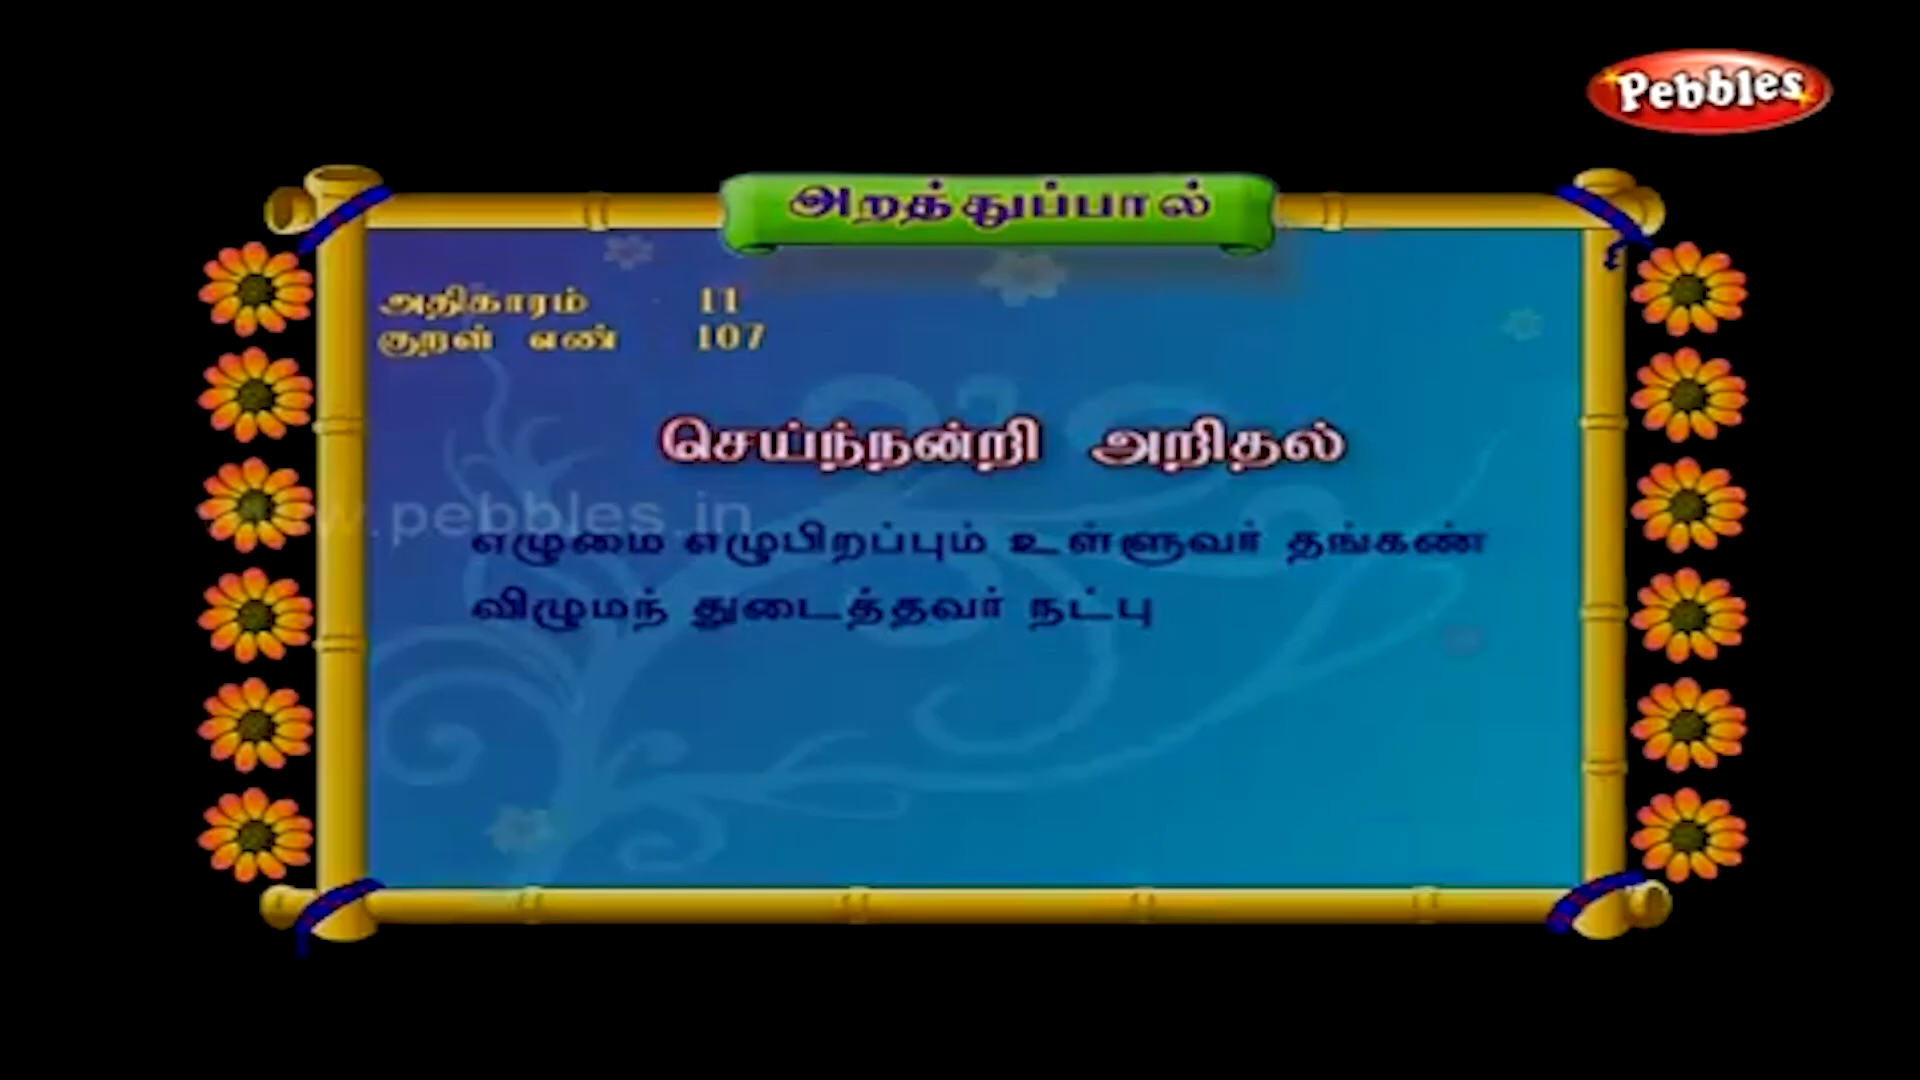 Pebbles
அறத்துப்பால்
அதிகாரம் 11
குறள் எண் 107
செய்ந்நன்றி அறிதல்
www.pebbles.in
எழுமை எழுபிறப்பும் உள்ளுவர் தங்கண்
விழுமந் துடைத்தவர் நட்பு